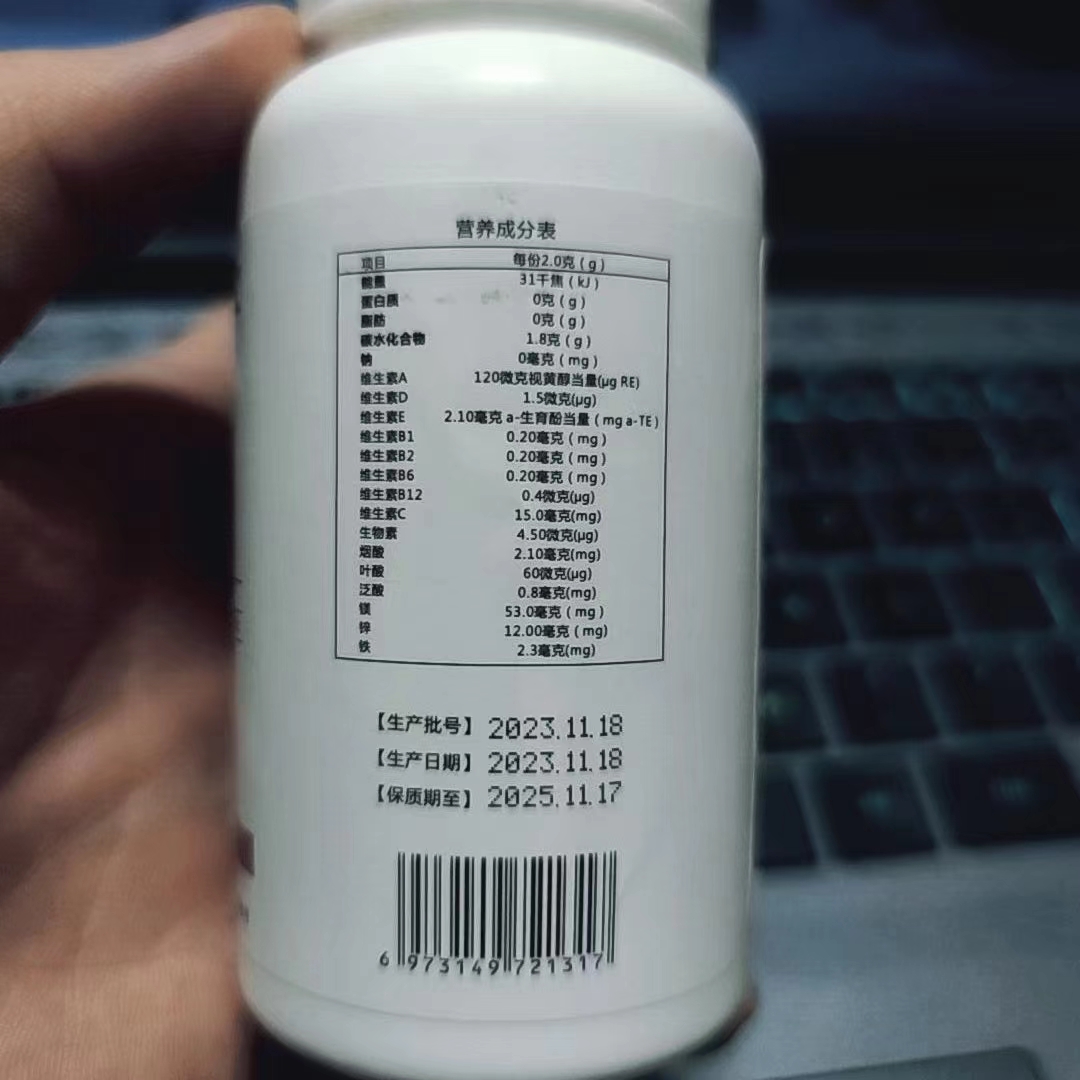 营养成分表
项目 每份2.0克（g）
能量 31千焦（kJ）
蛋白质 0克（g）
脂肪 0克（g）
碳水化合物 1.8克（g）
钠 0毫克（mg）
维生素A 120微克视黄醇当量(μg RE)
维生素D 1.5微克(μg)
维生素E 2.10毫克 a-生育酚当量（mg a-TE）
维生素B1 0.20毫克（mg）
维生素B2 0.20毫克（mg）
维生素B6 0.20毫克（mg）
维生素B12 0.4微克(μg)
维生素C 15.0毫克(mg)
生物素 4.50微克(μg)
烟酸 2.10毫克(mg)
叶酸 60微克(μg)
泛酸 0.8毫克(mg)
镁 53.0毫克（mg）
锌 12.00毫克（mg)
铁 2.3毫克(mg)
【生产批号】 2023.11.18
【生产日期】 2023.11.18
【保质期至】 2025.11.17
6 973149 721317